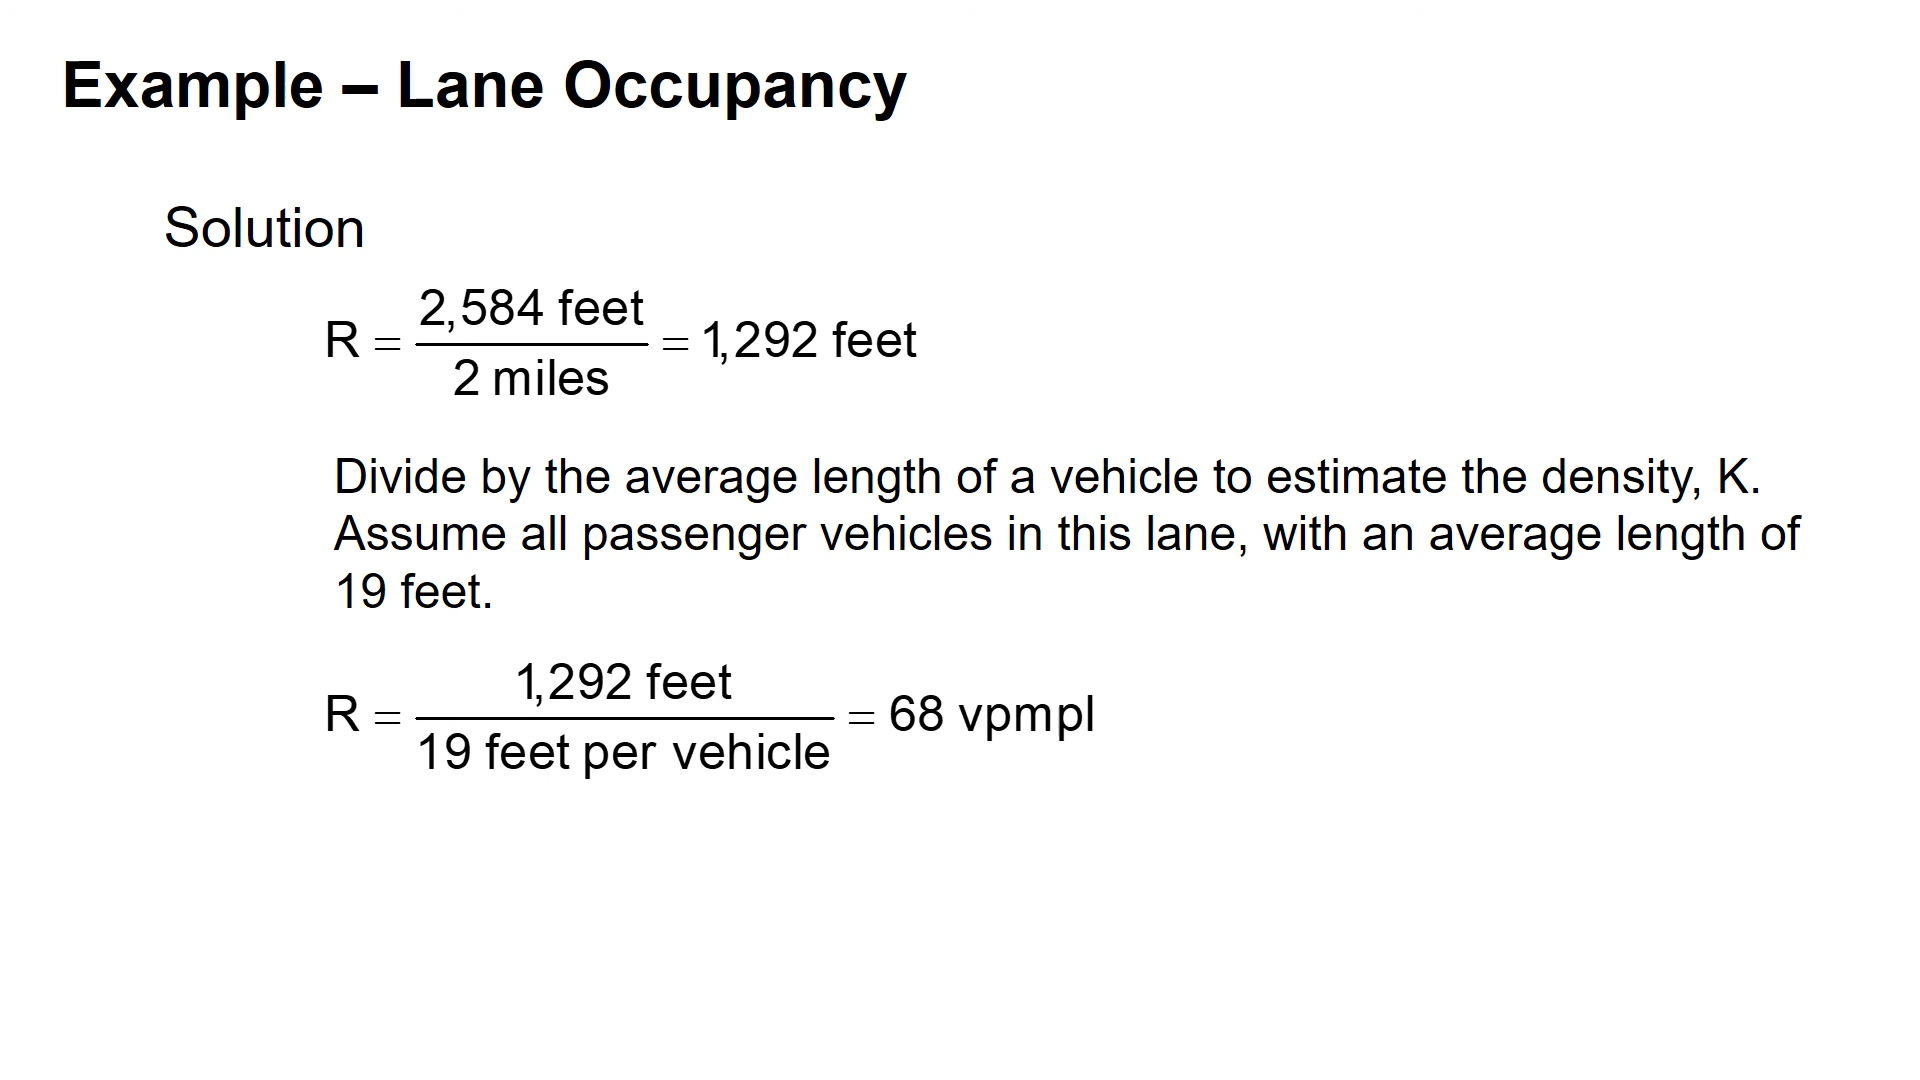 Example – Lane Occupancy
Solution
R = 2,584 feet / 2 miles = 1,292 feet
Divide by the average length of a vehicle to estimate the density, K.
Assume all passenger vehicles in this lane, with an average length of
19 feet.
R = 1,292 feet / 19 feet per vehicle = 68 vpmpl